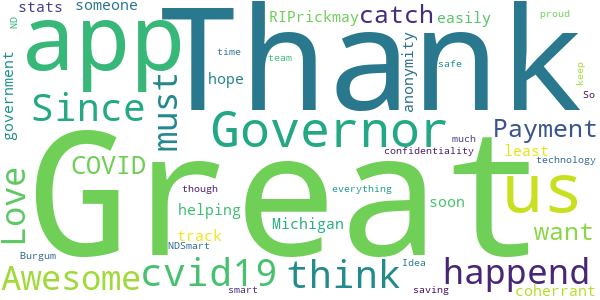 stats someone
app Thank
RIPrickmay catch easily proud
ND time team safe
government hope anonymity keep
Since must So
Governor Payment
COVID much least
confidentiality technology
Love though everything us
helping soon
track Michigan want
NDSmart
Great
Burgum Idea
Awesome cvid19 think happend
smart saving coherrant